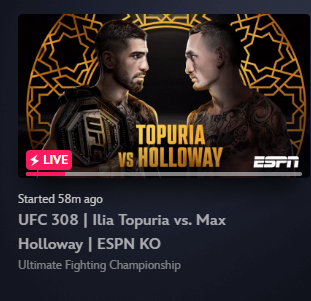 UFC
TOPURIA
VS HOLLOWAY
LIVE
ESPN
Started 58m ago
UFC 308 | Ilia Topuria vs. Max
Holloway | ESPN KO
Ultimate Fighting Championship